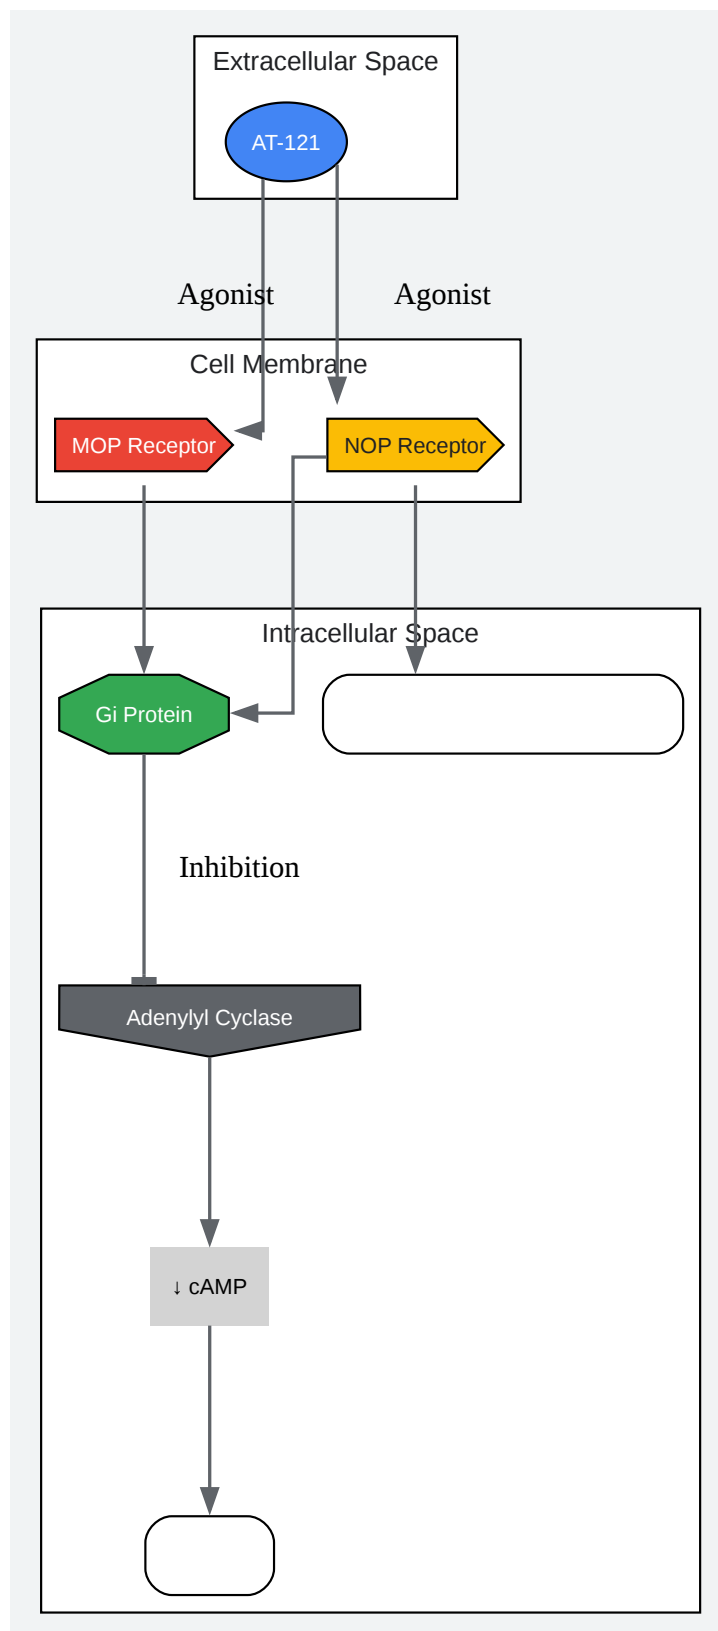 Extracellular Space
AT-121
Agonist
Agonist
Cell Membrane
MOP Receptor
NOP Receptor
Intracellular Space
Gi Protein
Inhibition
Adenylyl Cyclase
↓ cAMP